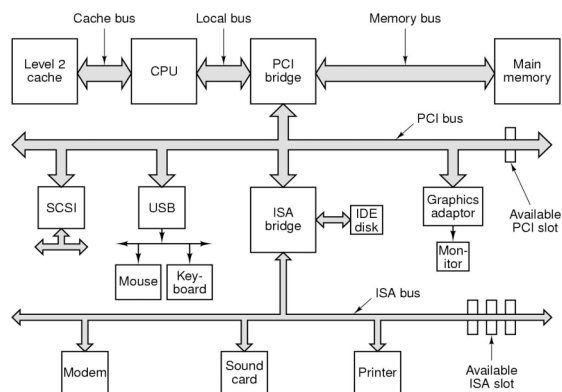 Cache bus
Local bus
Memory bus
Level 2
cache
CPU
PCI
bridge
Main
memory
PCI bus
SCSI
USB
ISA
bridge
IDE
disk
Graphics
adaptor
Available
PCI slot
Mouse
Key-
board
Mon-
itor
ISA bus
Modem
Sound
card
Printer
Available
ISA slot